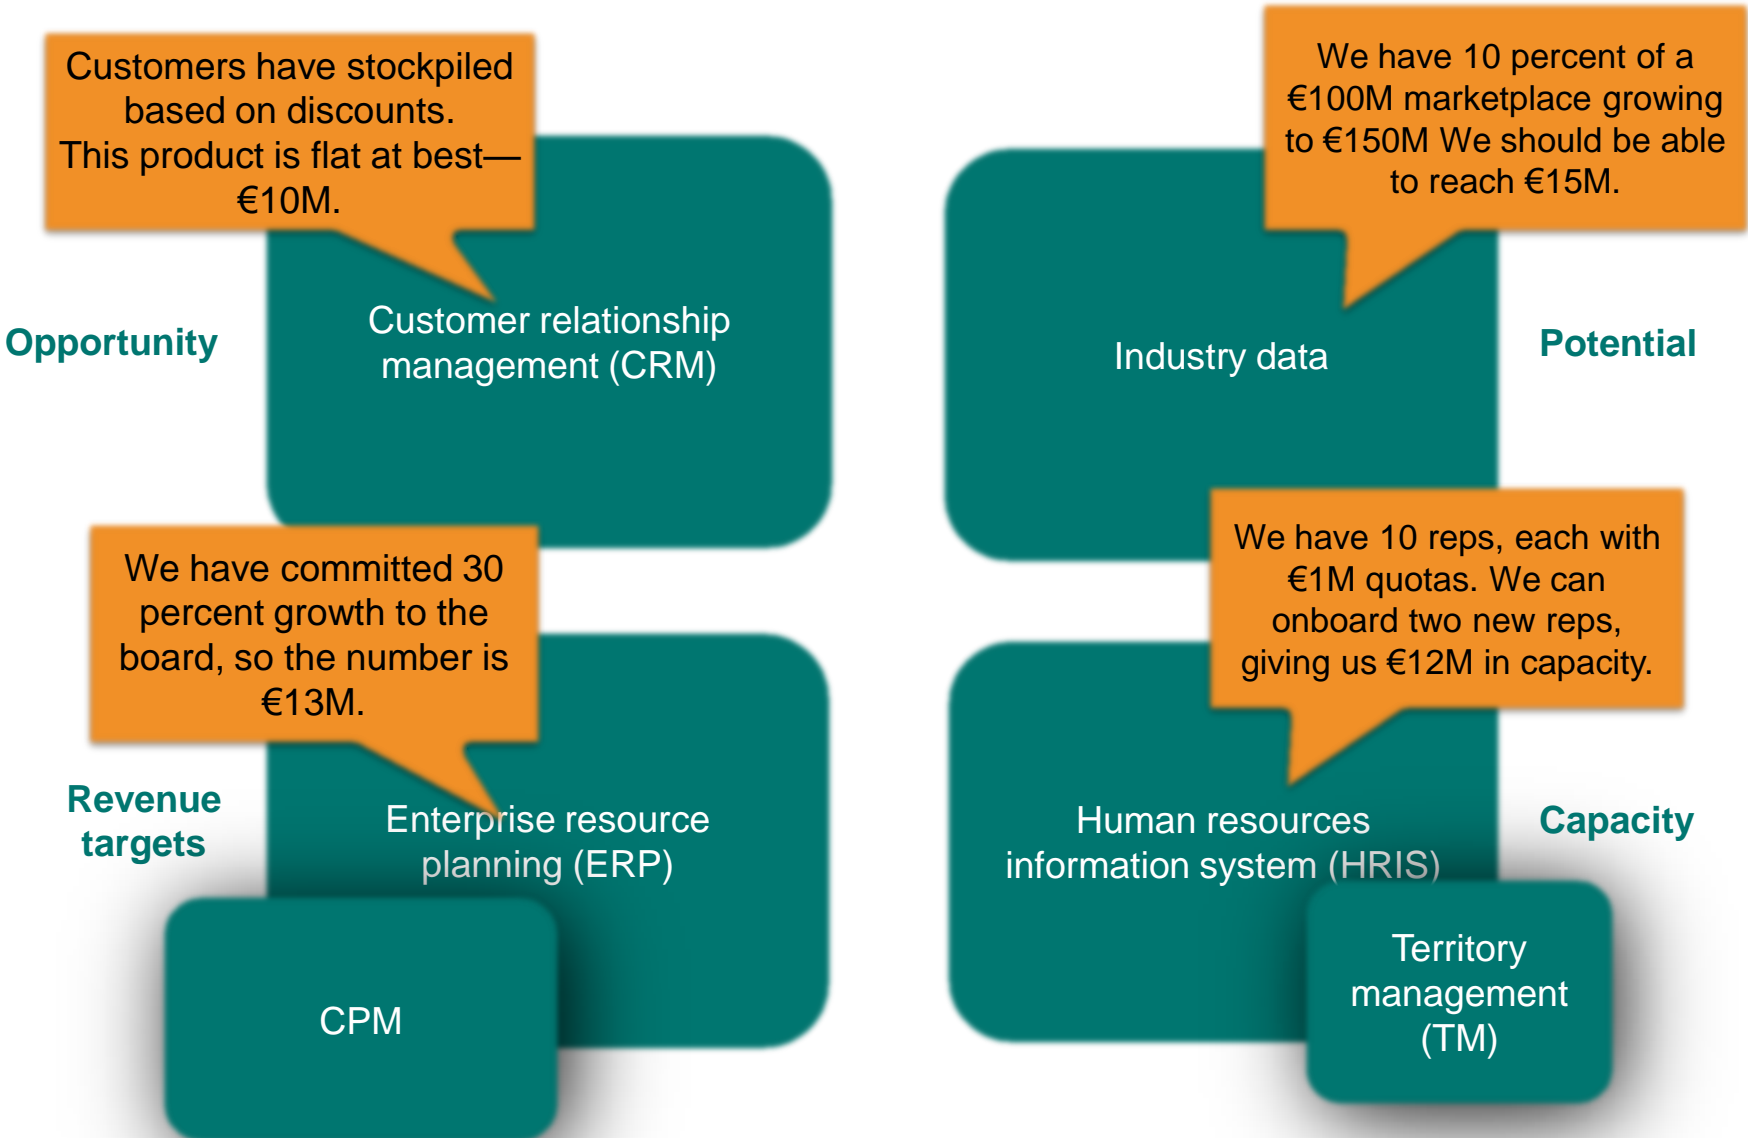 Customers have stockpiled
based on discounts.
This product is flat at best—
€10M.
We have 10 percent of a
€100M marketplace growing
to €150M We should be able
to reach €15M.
Opportunity
Customer relationship
management (CRM)
Industry data
Potential
We have committed 30
percent growth to the
board, so the number is
€13M.
We have 10 reps, each with
€1M quotas. We can
onboard two new reps,
giving us €12M in capacity.
Revenue
targets
Enterprise resource
planning (ERP)
Human resources
information system (HRIS)
Capacity
CPM
Territory
management
(TM)